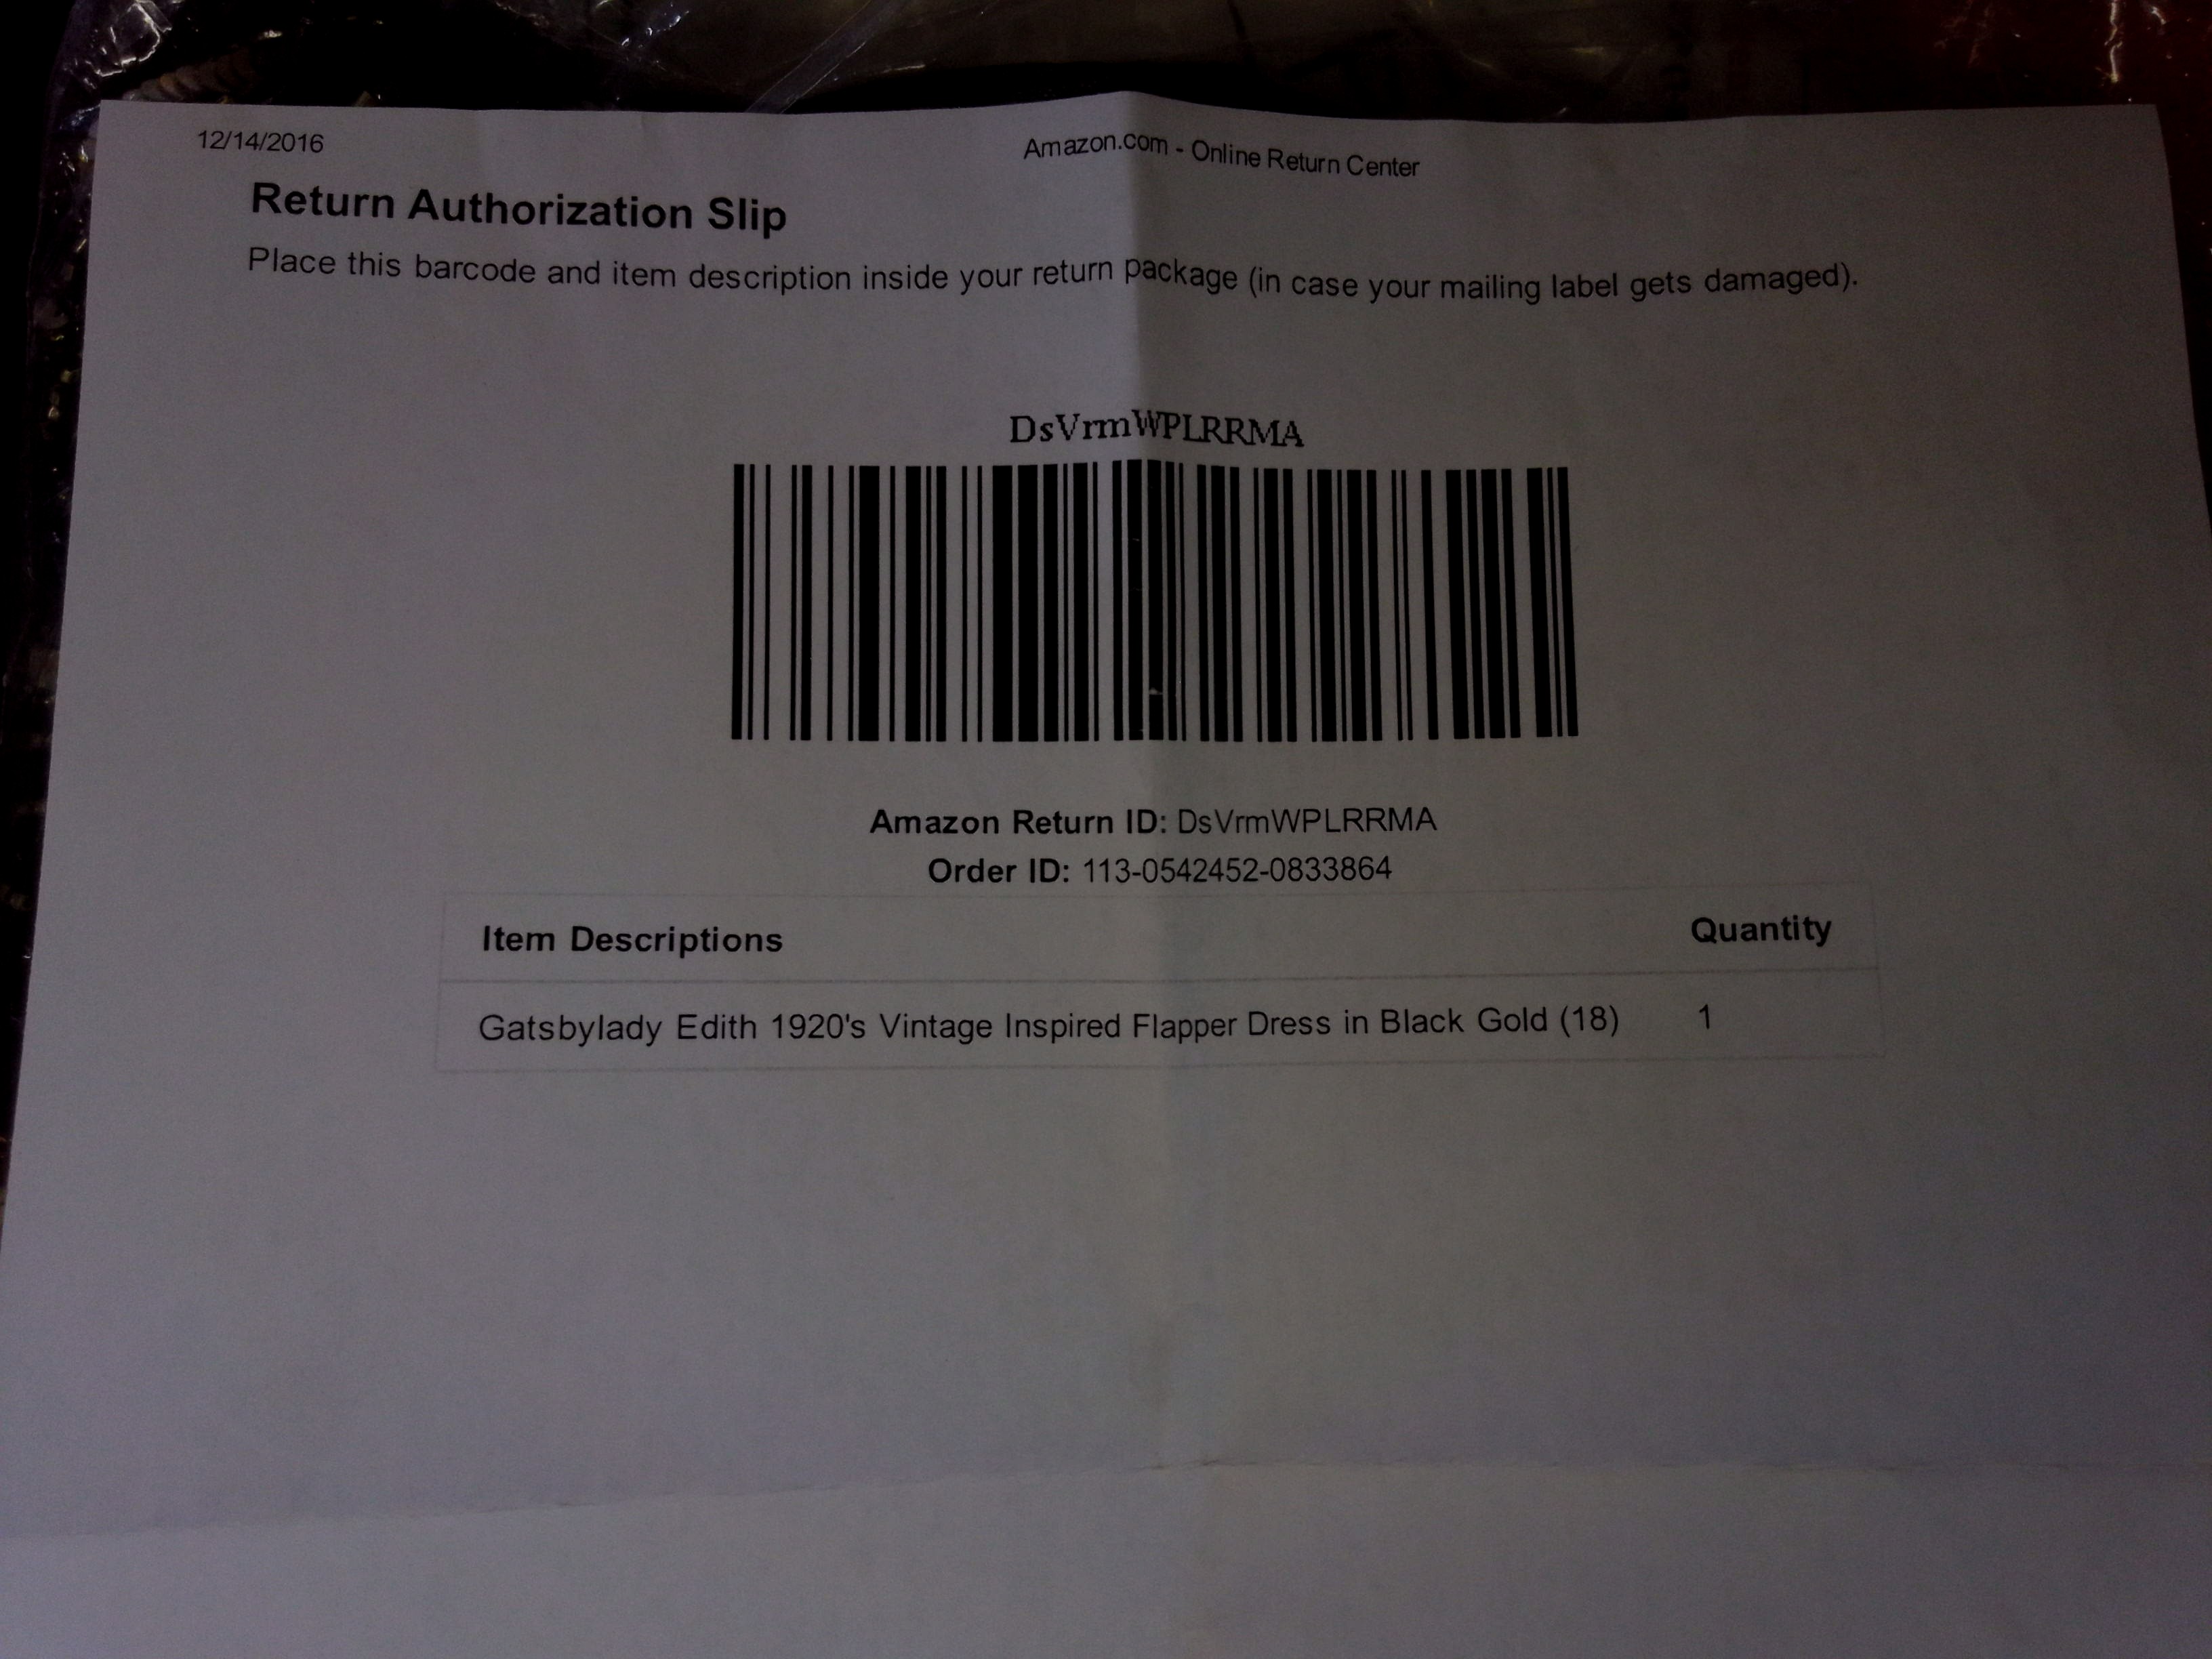 12/14/2016
Amazon.com - Online Return Center
Return Authorization Slip
Place this barcode and item description inside your return package (in case your mailing label gets damaged).
DsVrmWPLRRMA
Amazon Return ID: DsVrmWPLRRMA
Order ID: 113-0542452-0833864
Item Descriptions Quantity
Gatsbylady Edith 1920's Vintage Inspired Flapper Dress in Black Gold (18) 1